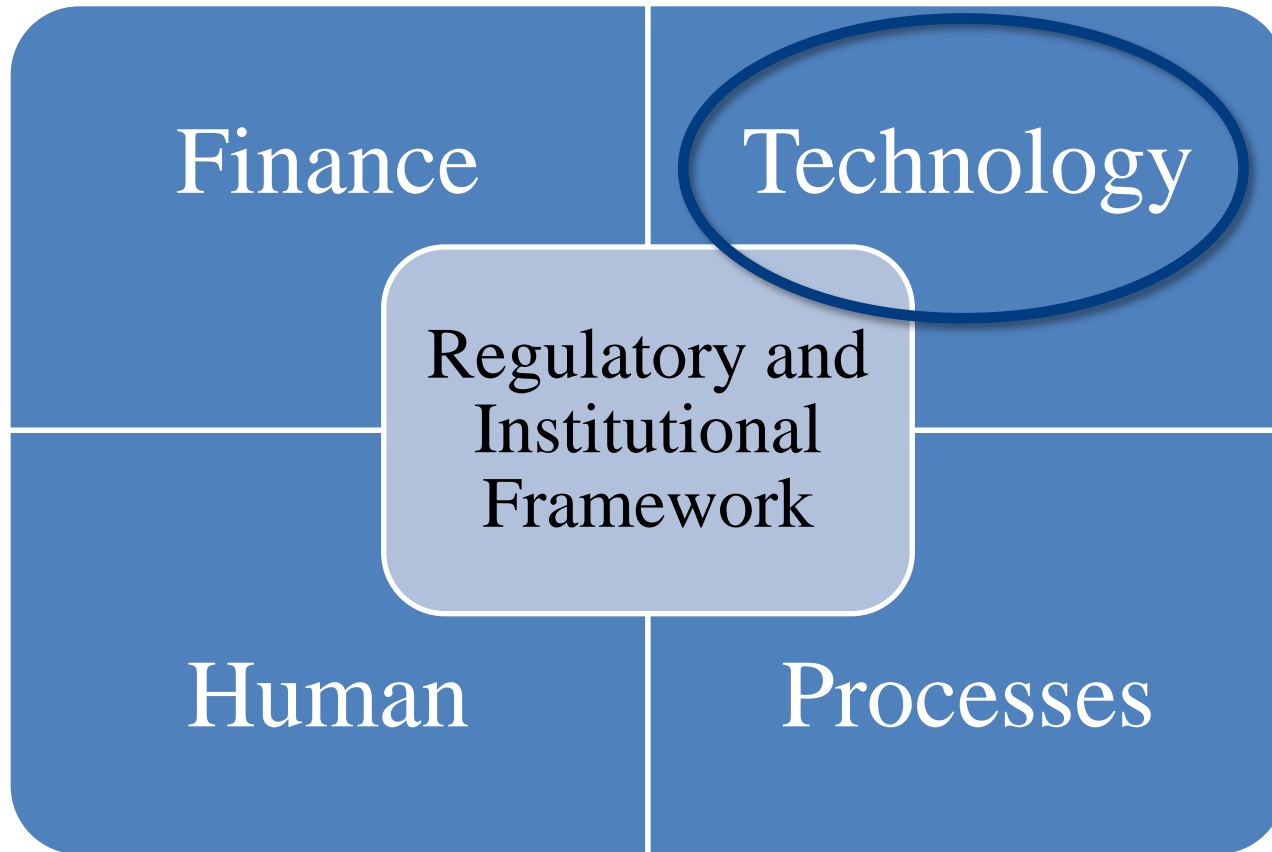 Finance
Technology
Regulatory and
Institutional
Framework
Human
Processes